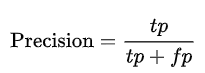 Precision = tp / (tp + fp)